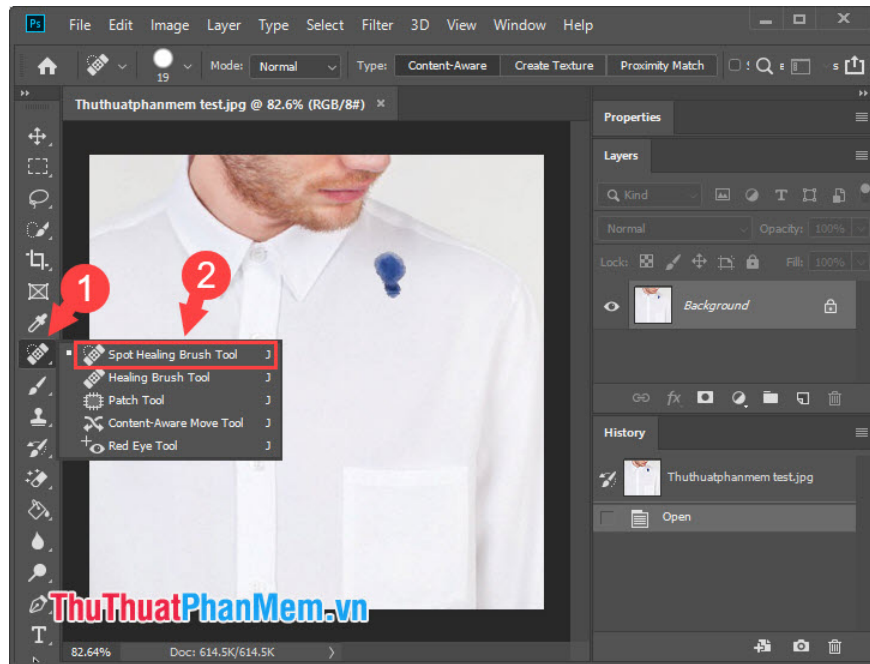 Ps File Edit Image Layer Type Select Filter 3D View Window Help
19 Mode: Normal Type: Content-Aware Create Texture Proximity Match
Thuthuatphanmem test.jpg @ 82.6% (RGB/8#) ×
Properties
Layers
Kind
Normal Opacity: 100%
Lock: Fill: 100%
Background
1
2
Spot Healing Brush Tool J
Healing Brush Tool J
Patch Tool J
Content-Aware Move Tool J
Red Eye Tool J
fx
History
Thuthuatphanmem test.jpg
Open
ThuThuatPhanMem.vn
82.64% Doc: 614.5K/614.5K